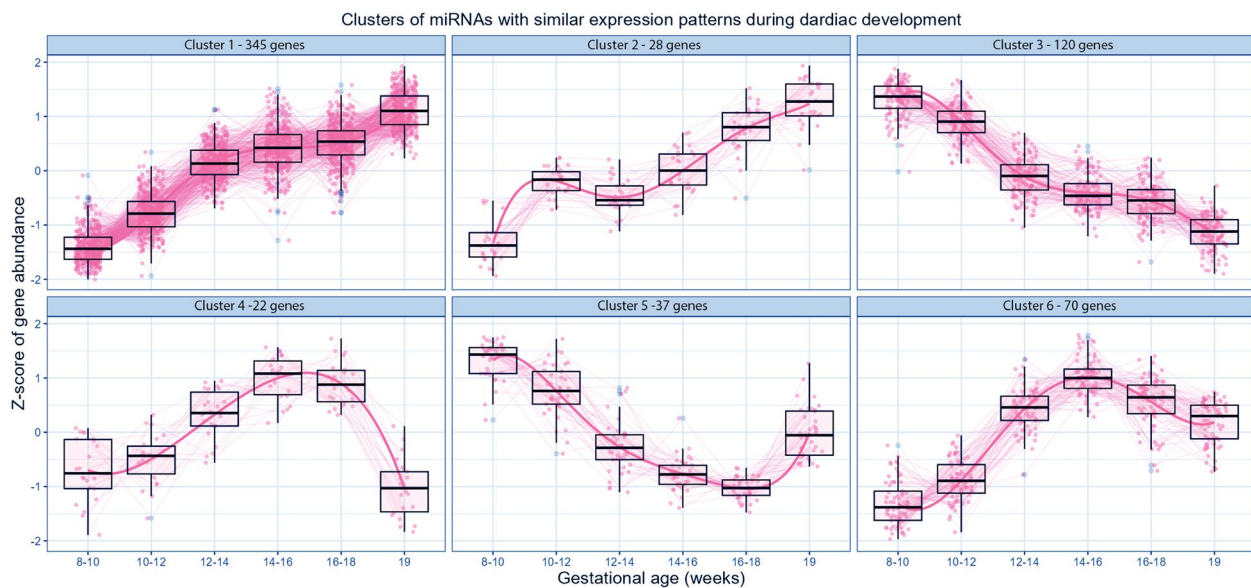 Clusters of miRNAs with similar expression patterns during dardiac development
Cluster 1 - 345 genes
Cluster 2 - 28 genes
Cluster 3 - 120 genes
2
1
0
-1
-2
Cluster 4 -22 genes
Cluster 5 -37 genes
Cluster 6 - 70 genes
2
1
0
-1
-2
Z-score of gene abundance
8-10 10-12 12-14 14-16 16-18 19
8-10 10-12 12-14 14-16 16-18 19
8-10 10-12 12-14 14-16 16-18 19
Gestational age (weeks)